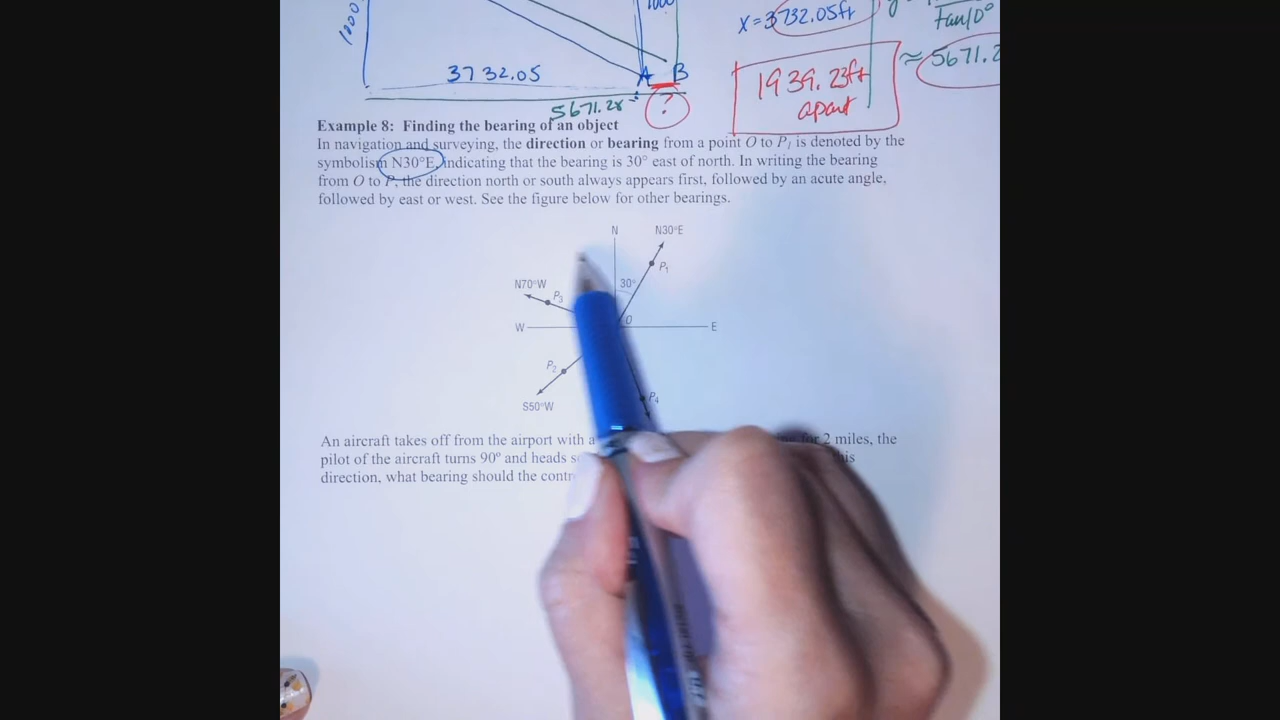 1200
1000
3732.05
A B
5671.28
?
x = 3732.05ft
1939.23ft
apart
Tan10°
≈ 5671.2
Example 8: Finding the bearing of an object
In navigation and surveying, the direction or bearing from a point O to P₁ is denoted by the
symbolism N30°E, indicating that the bearing is 30° east of north. In writing the bearing
from O to P, the direction north or south always appears first, followed by an acute angle,
followed by east or west. See the figure below for other bearings.
N N30°E
P₁
N70°W 30°
P₃
W O E
P₂
P₄
S50°W
An aircraft takes off from the airport with a for 2 miles, the
pilot of the aircraft turns 90° and heads
direction, what bearing should the